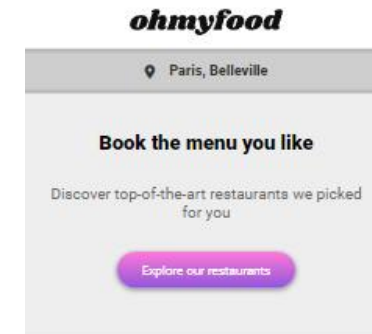 ohmyfood
Paris, Belleville
Book the menu you like
Discover top-of-the-art restaurants we picked
for you
Explore our restaurants